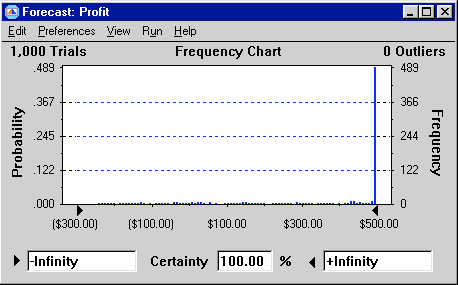 Forecast: Profit
Edit Preferences View Run Help
1,000 Trials Frequency Chart 0 Outliers
Probability
.489
.367
.245
.122
.000
489
366
244
122
0
Frequency
($300.00) ($100.00) $100.00 $300.00 $500.00
-Infinity Certainty 100.00 % +Infinity